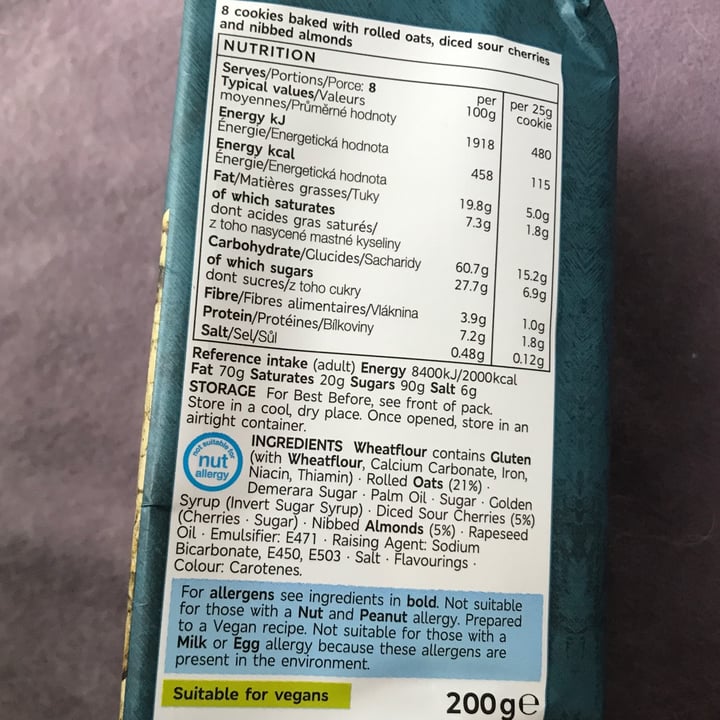 8 cookies baked with rolled oats, diced sour cherries
and nibbed almonds
NUTRITION
Serves/Portions/Porce: 8
Typical values/Valeurs
moyennes/Průměrné hodnoty
per
100g
per 25g
cookie
Energy kJ
Énergie/Energetická hodnota
1918
480
Energy kcal
Énergie/Energetická hodnota
458
115
Fat/Matières grasses/Tuky
19.8g
5.0g
of which saturates
dont acides gras saturés/
z toho nasycené mastné kyseliny
7.3g
1.8g
Carbohydrate/Glucides/Sacharidy
60.7g
15.2g
of which sugars
dont sucres/z toho cukry
27.7g
6.9g
Fibre/Fibres alimentaires/Vláknina
3.9g
1.0g
Protein/Protéines/Bílkoviny
7.2g
1.8g
Salt/Sel/Sůl
0.48g
0.12g
Reference intake (adult) Energy 8400kJ/2000kcal
Fat 70g Saturates 20g Sugars 90g Salt 6g
STORAGE For Best Before, see front of pack.
Store in a cool, dry place. Once opened, store in an
airtight container.
not suitable for
nut
allergy
INGREDIENTS Wheatflour contains Gluten
(with Wheatflour, Calcium Carbonate, Iron,
Niacin, Thiamin) · Rolled Oats (21%) ·
Demerara Sugar · Palm Oil · Sugar · Golden
Syrup (Invert Sugar Syrup) · Diced Sour Cherries (5%)
(Cherries · Sugar) · Nibbed Almonds (5%) · Rapeseed
Oil · Emulsifier: E471 · Raising Agent: Sodium
Bicarbonate, E450, E503 · Salt · Flavourings ·
Colour: Carotenes.
For allergens see ingredients in bold. Not suitable
for those with a Nut and Peanut allergy. Prepared
to a Vegan recipe. Not suitable for those with a
Milk or Egg allergy because these allergens are
present in the environment.
Suitable for vegans
200g℮